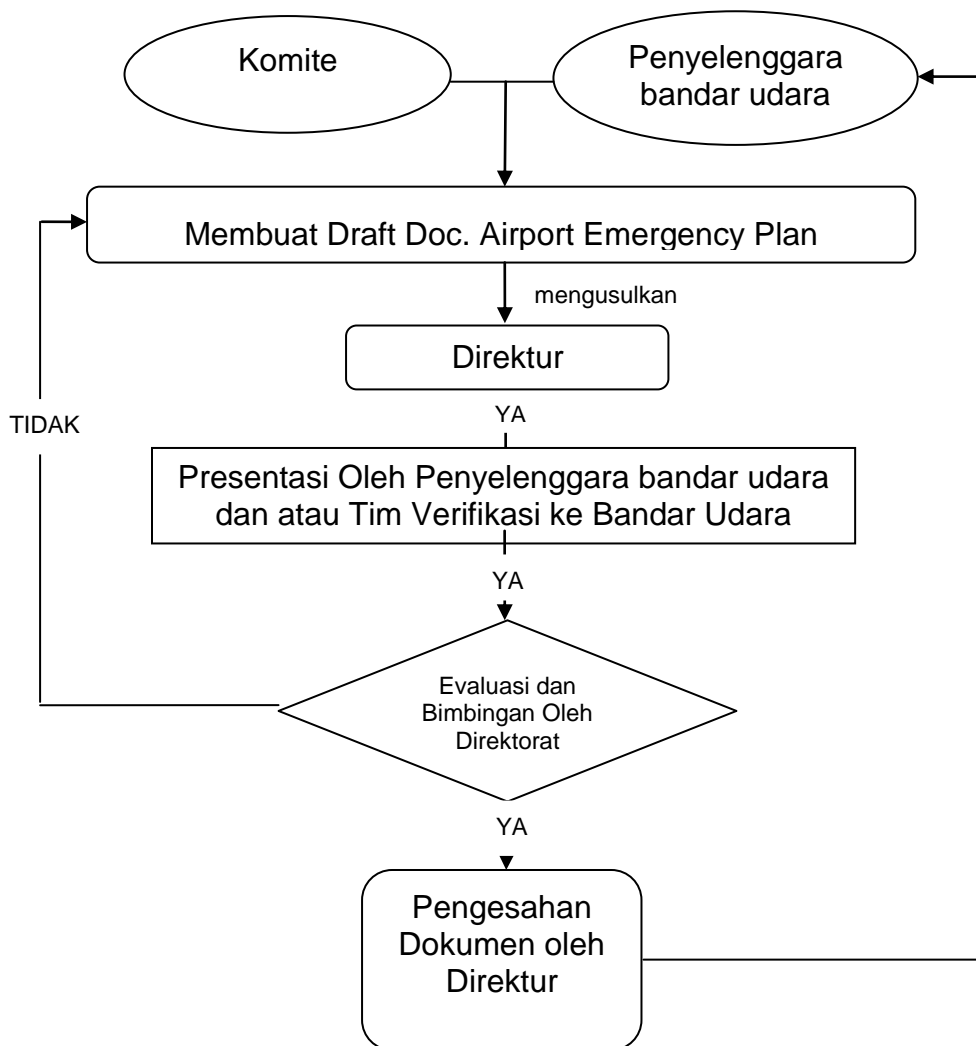 Komite
Penyelenggara
bandar udara
Membuat Draft Doc. Airport Emergency Plan
mengusulkan
Direktur
TIDAK
YA
Presentasi Oleh Penyelenggara bandar udara
dan atau Tim Verifikasi ke Bandar Udara
YA
Evaluasi dan
Bimbingan Oleh
Direktorat
YA
Pengesahan
Dokumen oleh
Direktur